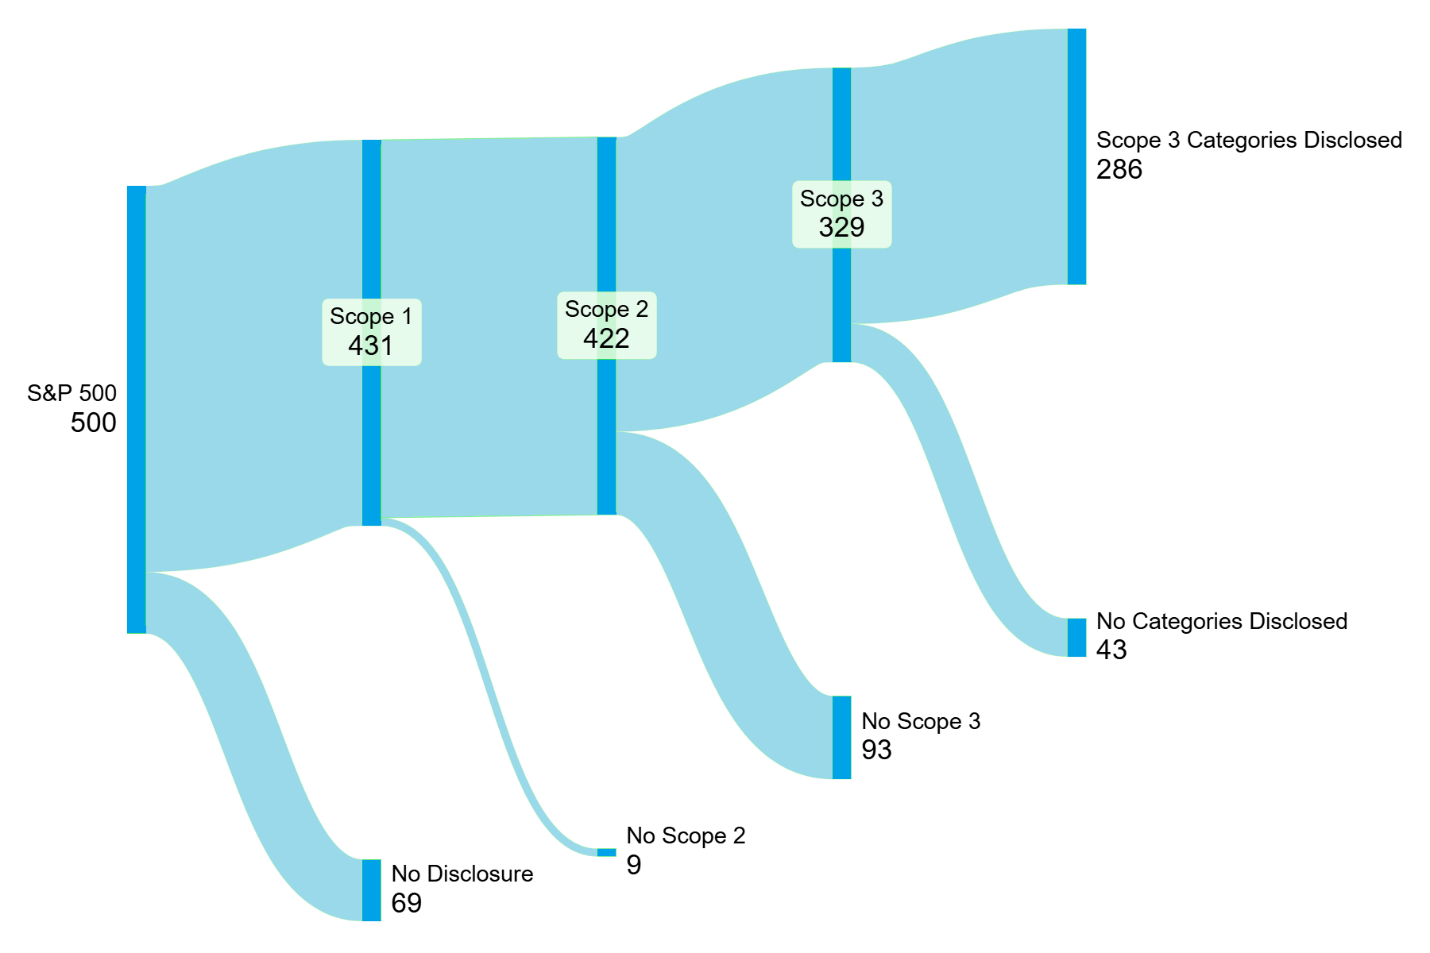 S&P 500
500
Scope 1
431
No Disclosure
69
Scope 2
422
No Scope 2
9
Scope 3
329
No Scope 3
93
Scope 3 Categories Disclosed
286
No Categories Disclosed
43